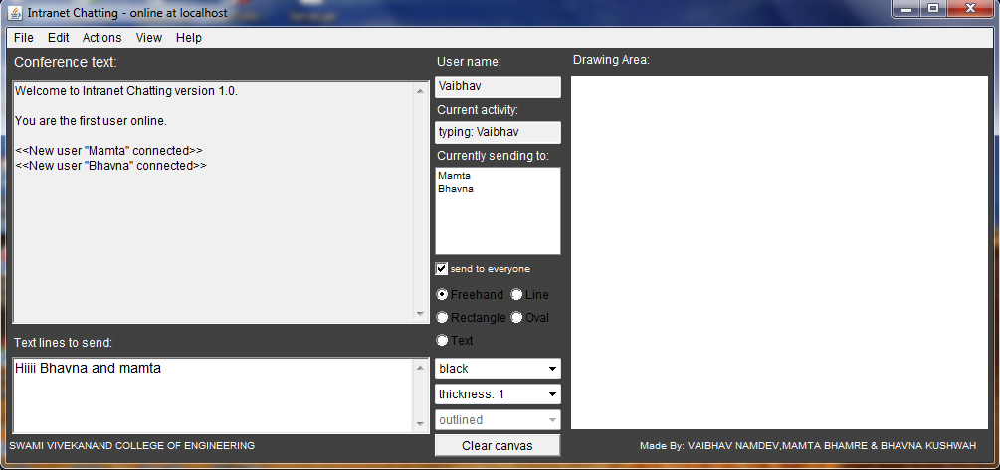 Intranet Chatting - online at localhost
File Edit Actions View Help
Conference text:
Welcome to Intranet Chatting version 1.0.
You are the first user online.
<<New user "Mamta" connected>>
<<New user "Bhavna" connected>>
Text lines to send:
Hiiii Bhavna and mamta
SWAMI VIVEKANAND COLLEGE OF ENGINEERING
User name:
Vaibhav
Current activity:
typing: Vaibhav
Currently sending to:
Mamta
Bhavna
send to everyone
Freehand Line
Rectangle Oval
Text
black
thickness: 1
outlined
Clear canvas
Drawing Area:
Made By: VAIBHAV NAMDEV,MAMTA BHAMRE & BHAVNA KUSHWAH